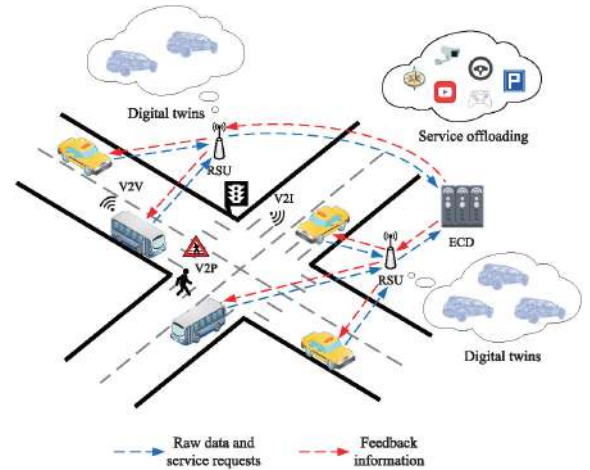 Digital twins
Service offloading
RSU
V2V
V2I
ECD
V2P
RSU
Digital twins
Raw data and
service requests
Feedback
information
P